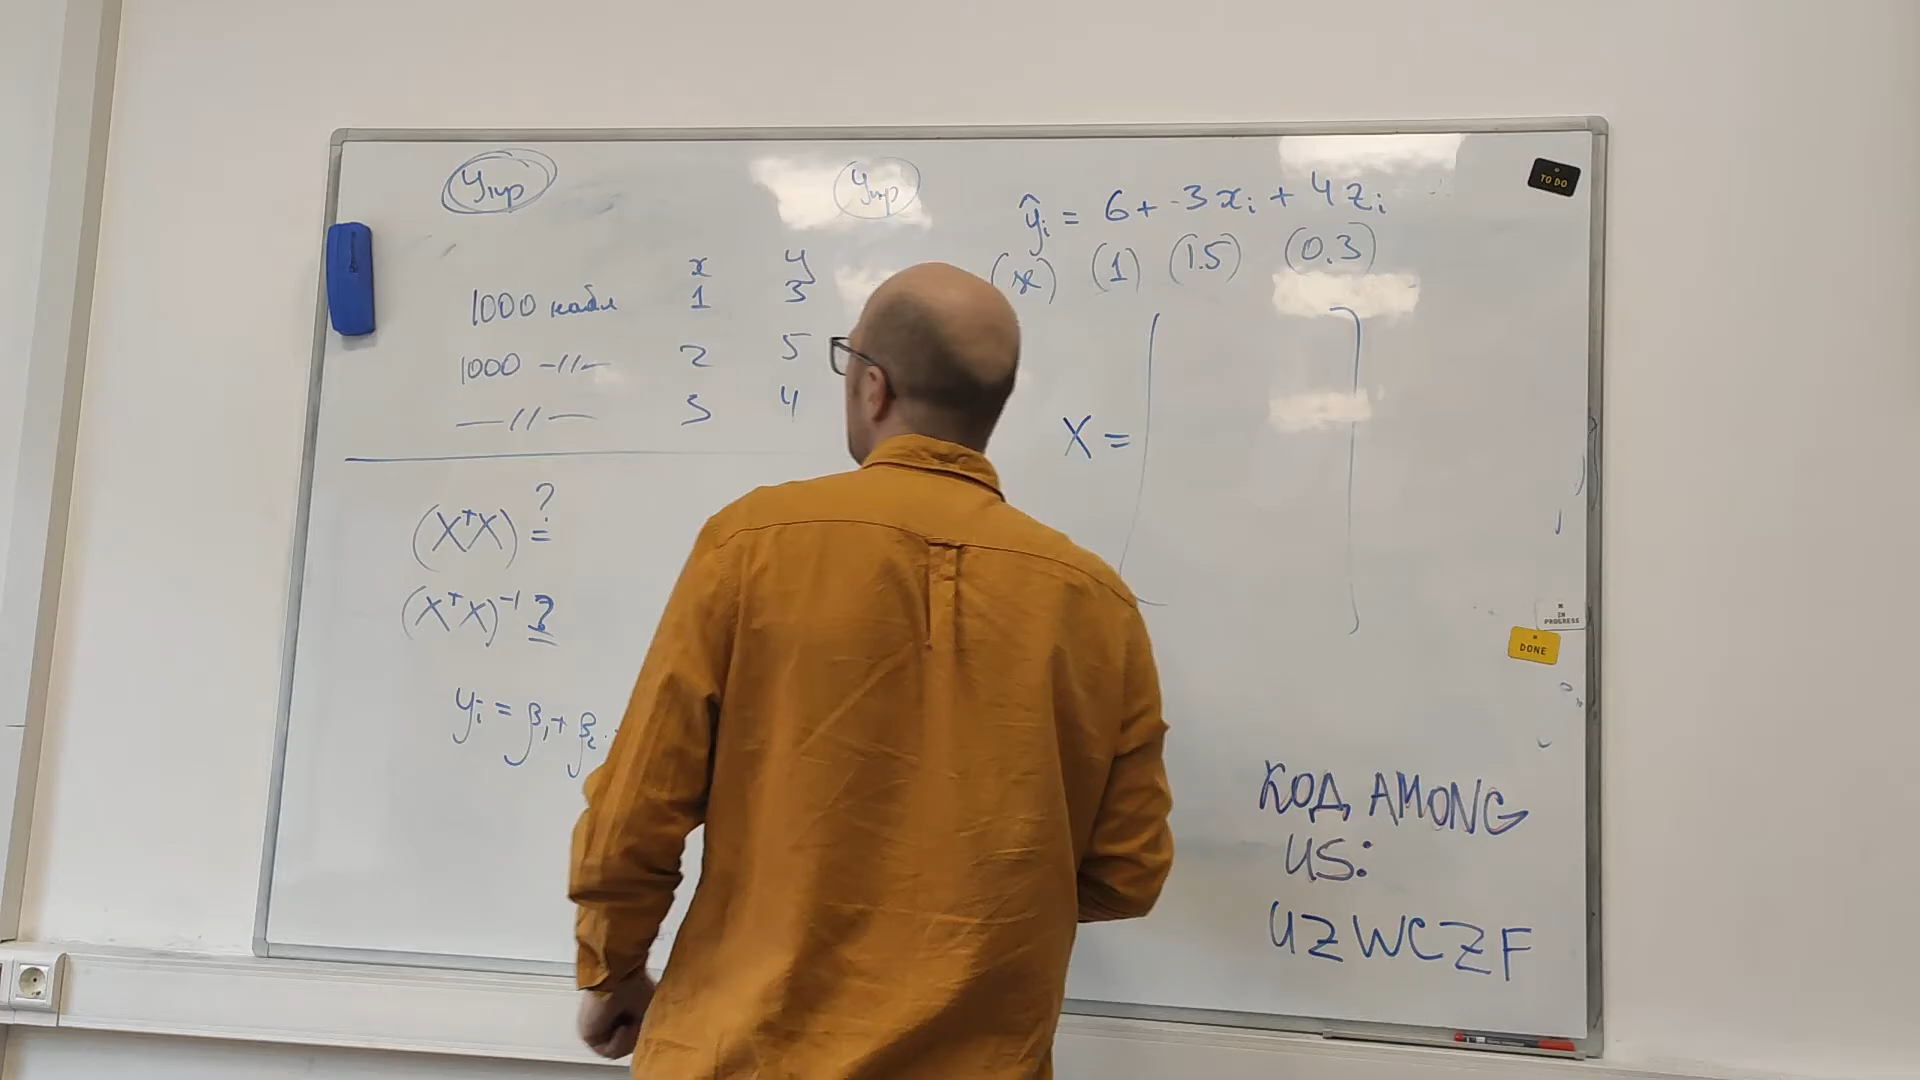 Упр
x y
1000 набл 1 3
1000 -//- 2 5
-//- 3 4
(XᵀX) ≟
(XᵀX)⁻¹ ?
yᵢ = β₁ + β₂ ·
Упр
ŷᵢ = 6 + -3xᵢ + 4zᵢ
(1) (1.5) (0.3)
X = [ ]
КОД AMONG
US:
UZWCZF
TO DO
IN
PROGRESS
DONE